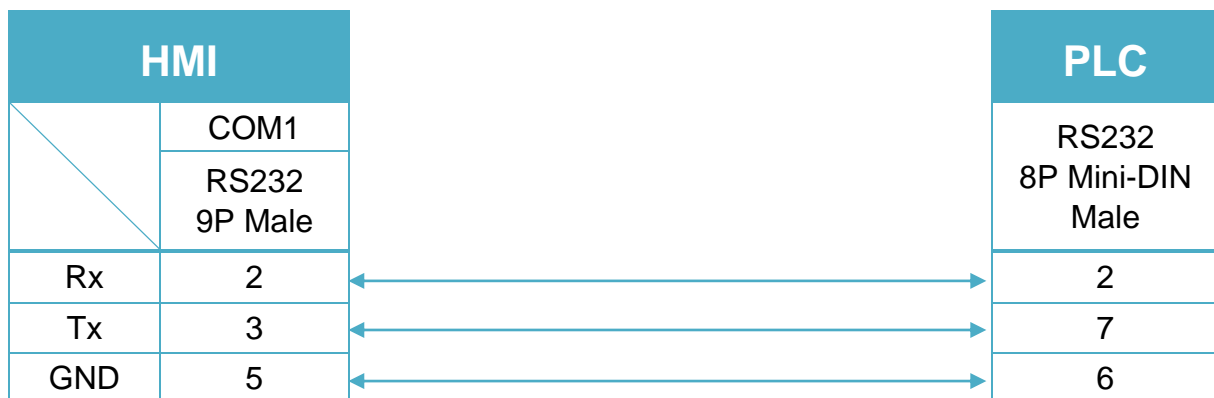 HMI PLC
COM1
RS232
9P Male
RS232
8P Mini-DIN
Male
Rx 2 2
Tx 3 7
GND 5 6